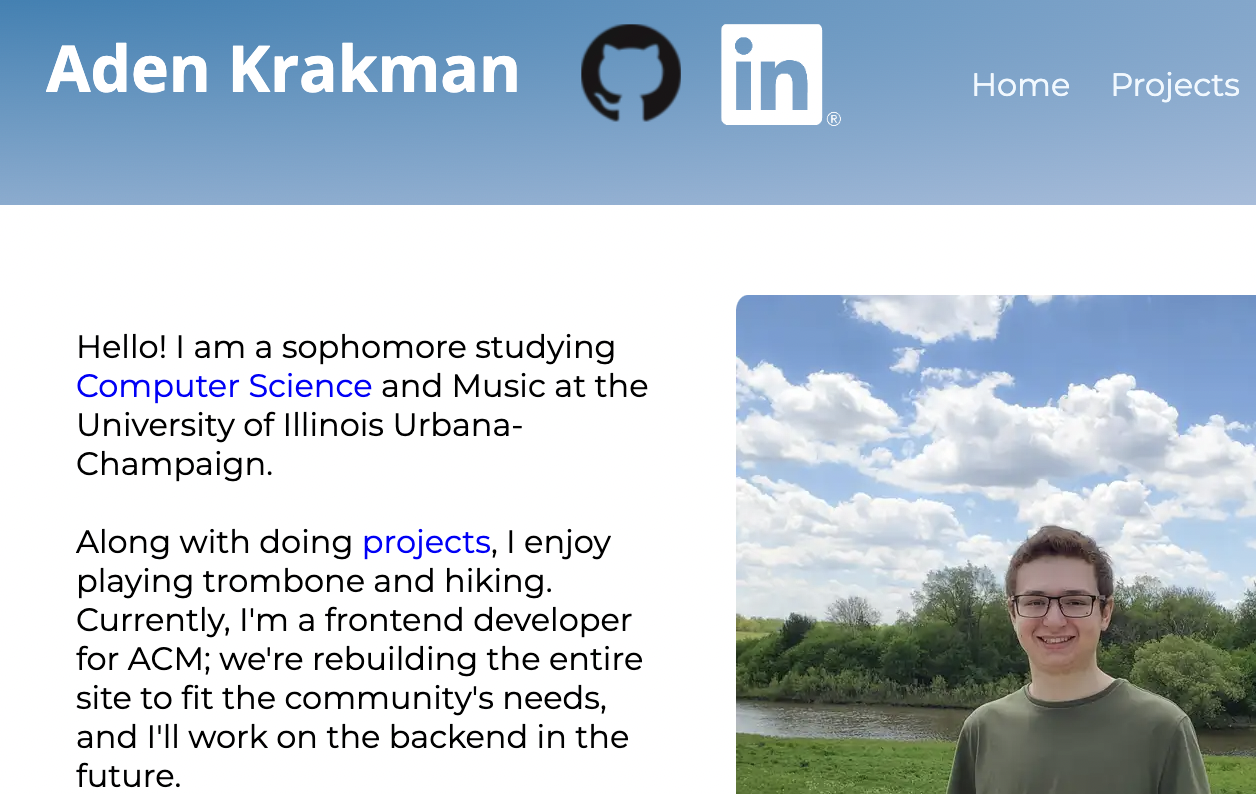 Aden Krakman
in ®
Home Projects
Hello! I am a sophomore studying
Computer Science and Music at the
University of Illinois Urbana-
Champaign.
Along with doing projects, I enjoy
playing trombone and hiking.
Currently, I'm a frontend developer
for ACM; we're rebuilding the entire
site to fit the community's needs,
and I'll work on the backend in the
future.